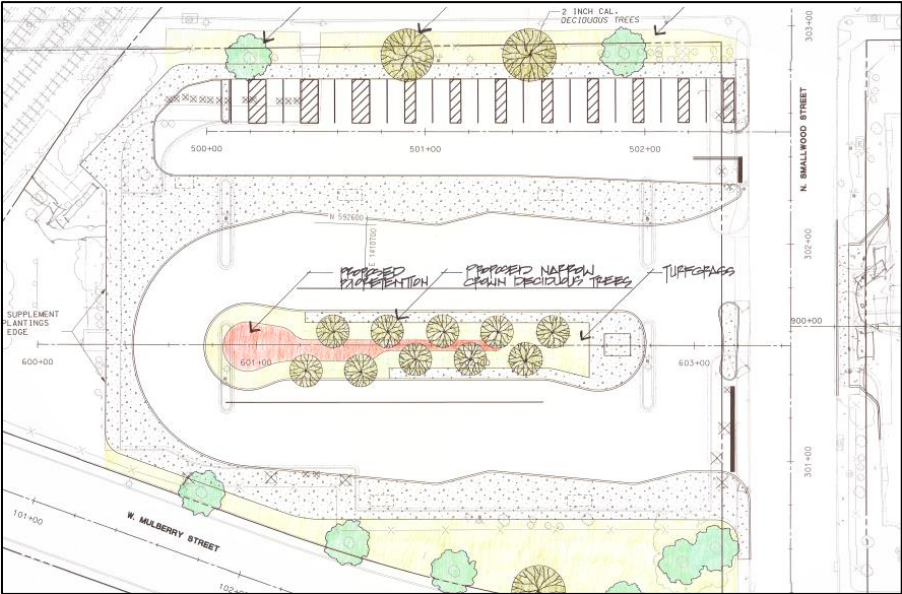 2 INCH CAL.
DECIDUOUS TREES
303+00
N. SMALLWOOD STREET
500+00
501+00
502+00
N 592600
E 1410700
302+00
PROPOSED
BIORETENTION
PROPOSED NARROW
CROWN DECIDUOUS TREES
TURFGRASS
SUPPLEMENT
PLANTINGS
EDGE
900+00
600+00
601+00
603+00
301+00
101+00
W. MULBERRY STREET
102+00